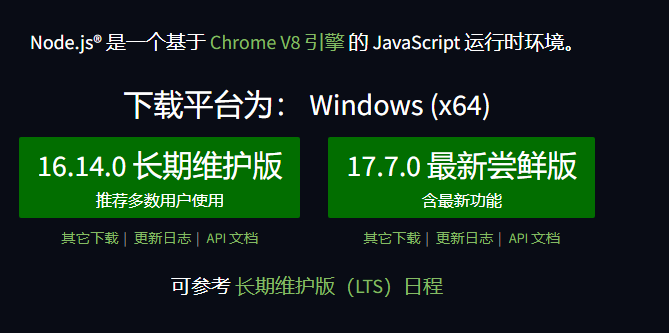 Node.js® 是一个基于 Chrome V8 引擎 的 JavaScript 运行时环境。
下载平台为： Windows (x64)
16.14.0 长期维护版
推荐多数用户使用
17.7.0 最新尝鲜版
含最新功能
其它下载 | 更新日志 | API 文档
其它下载 | 更新日志 | API 文档
可参考 长期维护版（LTS）日程